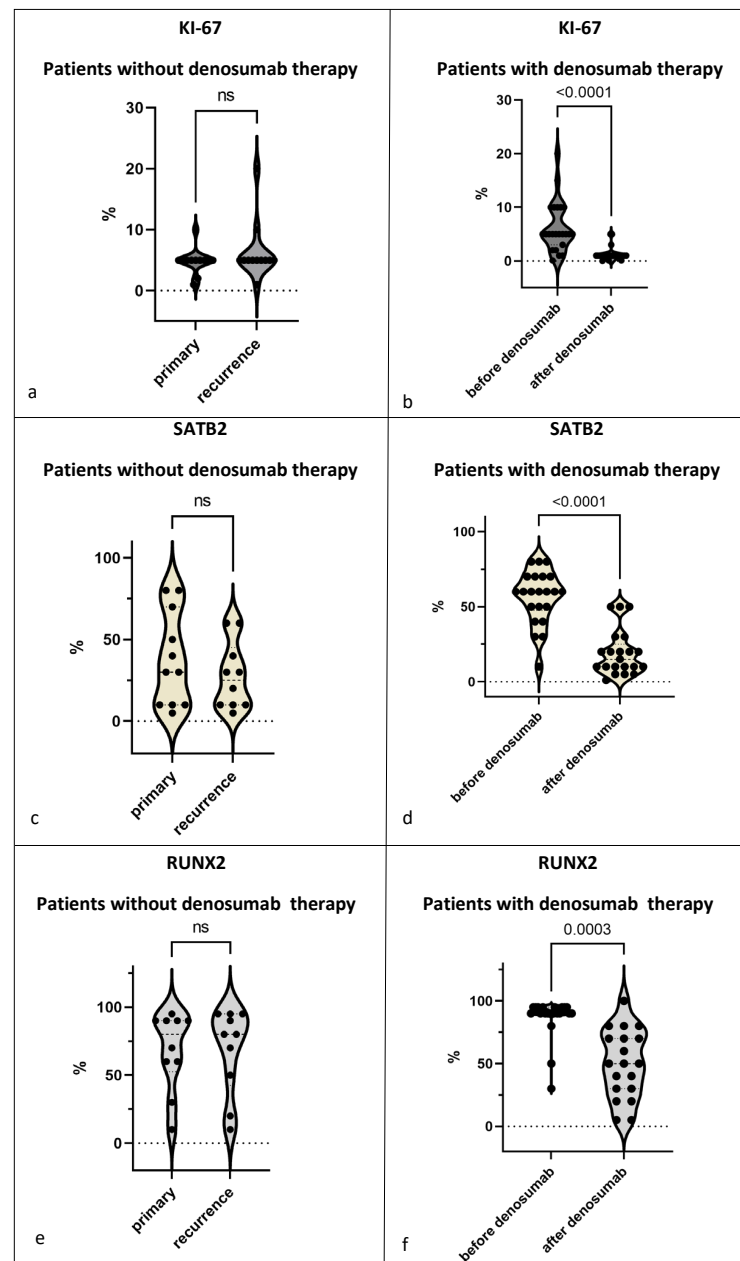 KI-67
Patients without denosumab therapy
ns
30
20
10
0
%
primary
recurrence
a
KI-67
Patients with denosumab therapy
<0.0001
30
20
10
0
%
before denosumab
after denosumab
b
SATB2
Patients without denosumab therapy
ns
100
50
0
%
primary
recurrence
c
SATB2
Patients with denosumab therapy
<0.0001
100
50
0
%
before denosumab
after denosumab
d
RUNX2
Patients without denosumab  therapy
ns
100
50
0
%
primary
recurrence
e
RUNX2
Patients with denosumab  therapy
0.0003
100
50
0
%
before denosumab
after denosumab
f